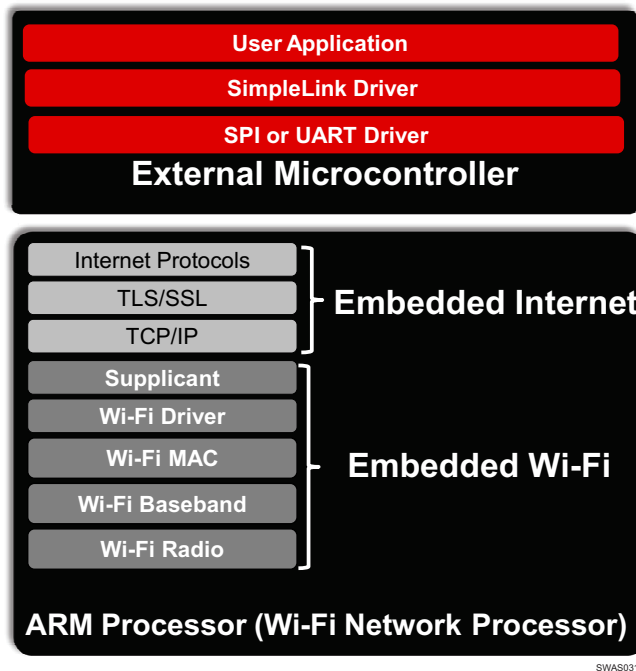 User Application
SimpleLink Driver
SPI or UART Driver
External Microcontroller
Internet Protocols
TLS/SSL
TCP/IP
Embedded Internet
Supplicant
Wi-Fi Driver
Wi-Fi MAC
Wi-Fi Baseband
Wi-Fi Radio
Embedded Wi-Fi
ARM Processor (Wi-Fi Network Processor)
SWAS031